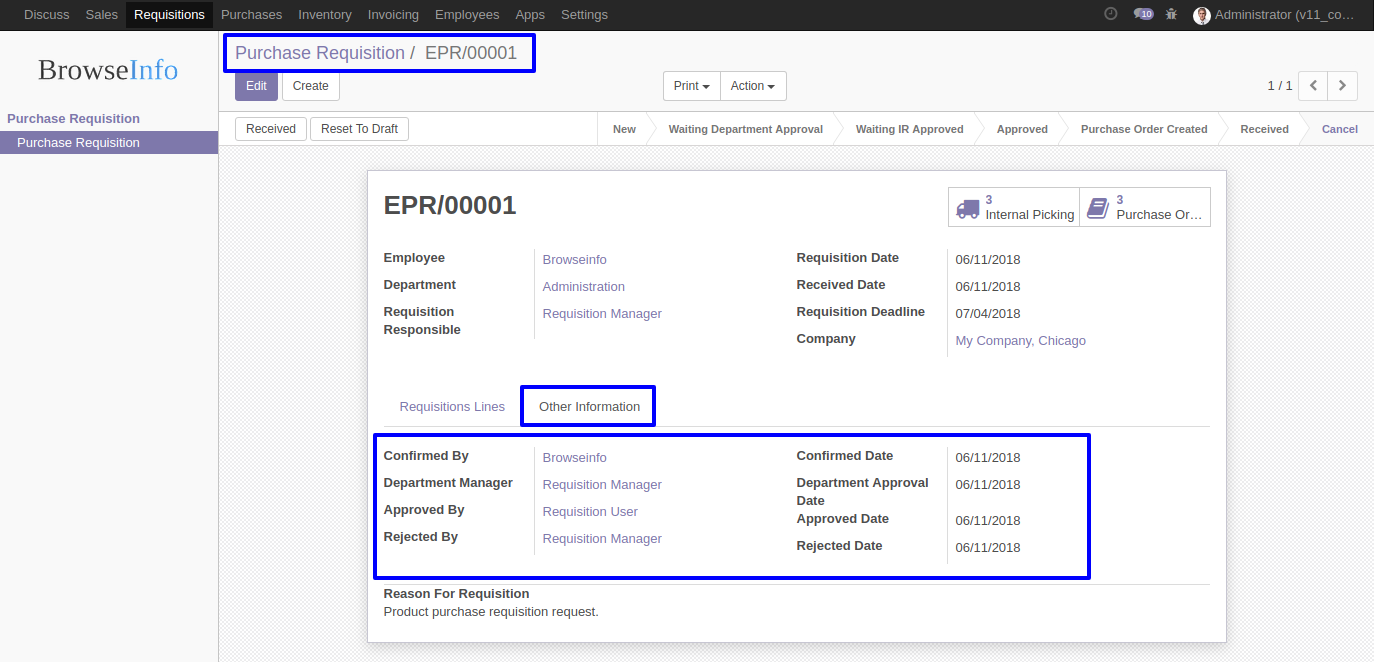 Discuss Sales Requisitions Purchases Inventory Invoicing Employees Apps Settings 10 Administrator (v11_co…
BrowseInfo
Purchase Requisition
Purchase Requisition
Purchase Requisition / EPR/00001
Edit Create Print Action 1 / 1
Received Reset To Draft New Waiting Department Approval Waiting IR Approved Approved Purchase Order Created Received Cancel
EPR/00001
3 Internal Picking
3 Purchase Or…
Employee Browseinfo
Department Administration
Requisition Responsible Requisition Manager
Requisition Date 06/11/2018
Received Date 06/11/2018
Requisition Deadline 07/04/2018
Company My Company, Chicago
Requisitions Lines Other Information
Confirmed By Browseinfo
Department Manager Requisition Manager
Approved By Requisition User
Rejected By Requisition Manager
Confirmed Date 06/11/2018
Department Approval Date 06/11/2018
Approved Date 06/11/2018
Rejected Date 06/11/2018
Reason For Requisition
Product purchase requisition request.